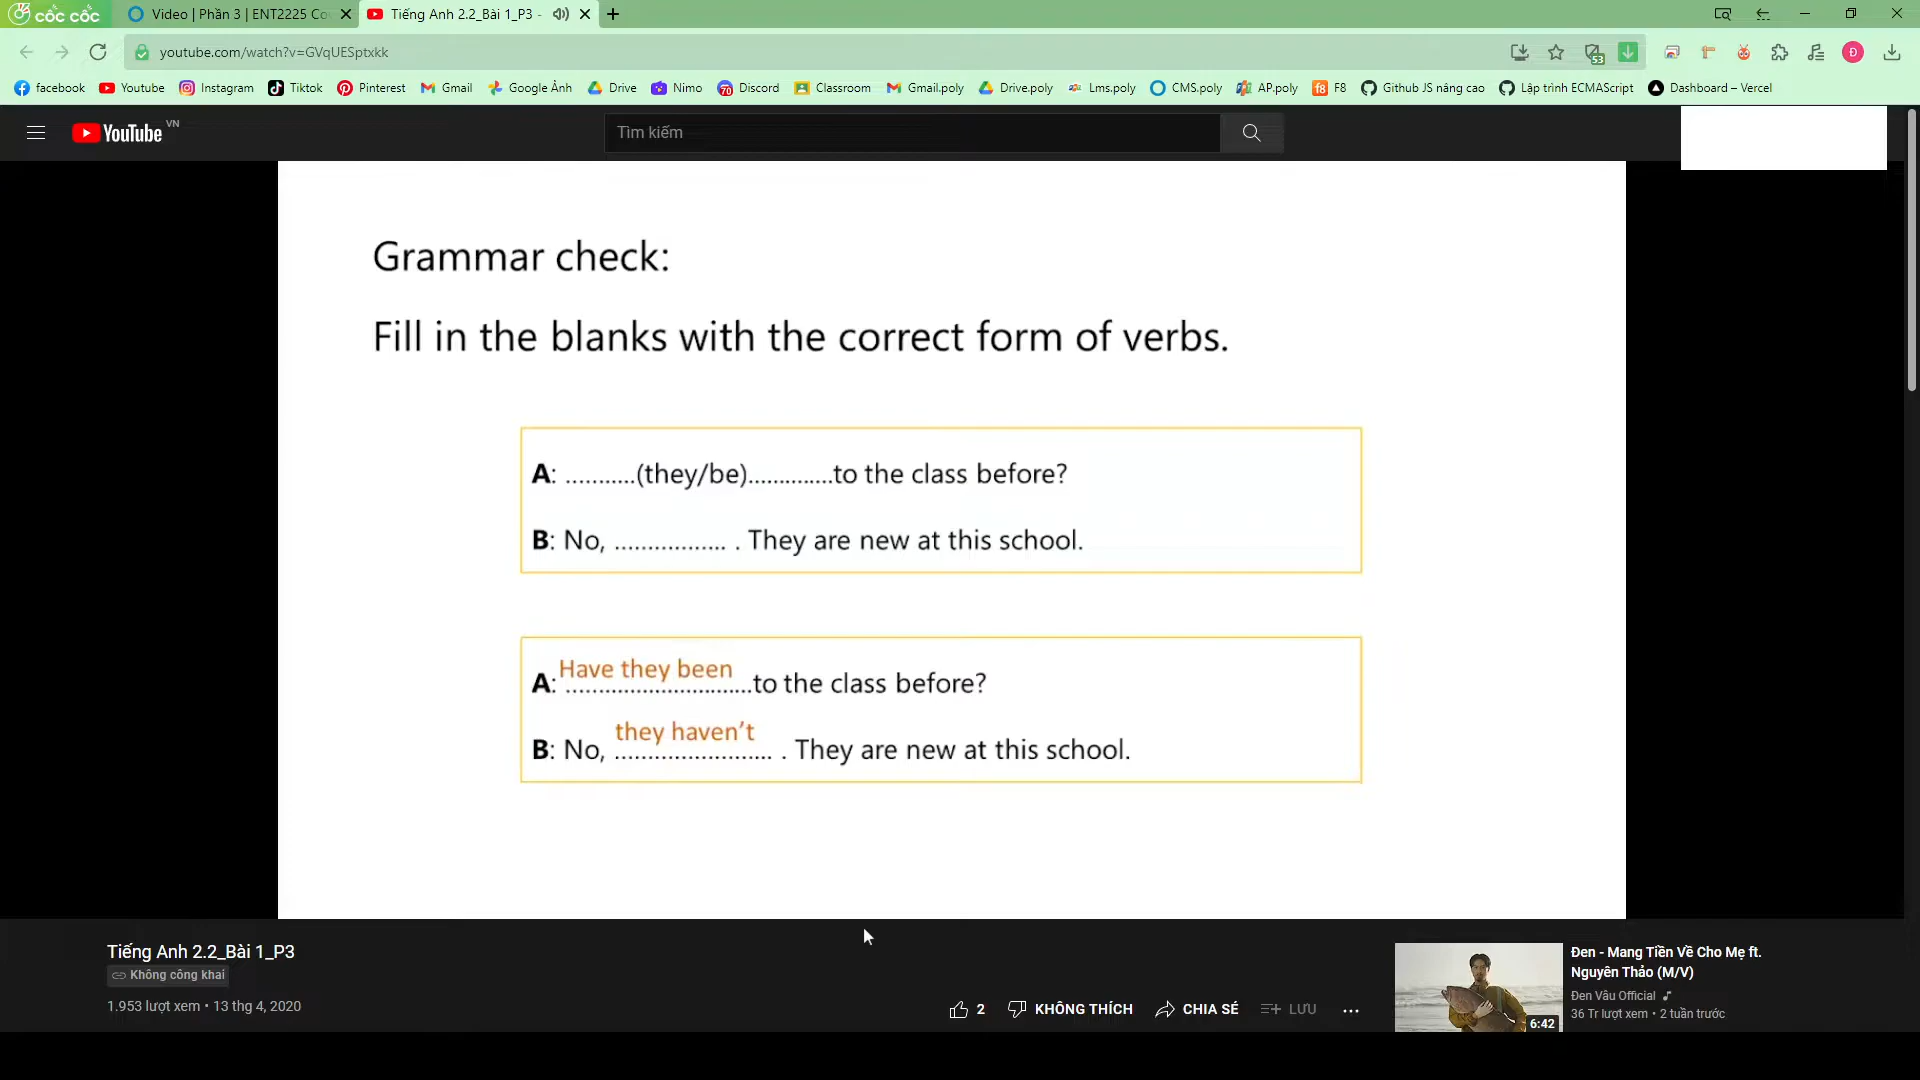 cốc cốc
Video | Phần 3 | ENT2225 Co
Tiếng Anh 2.2_Bài 1_P3 -
youtube.com/watch?v=GVqUESptxkk
53
Đ
facebook
Youtube
Instagram
Tiktok
Pinterest
Gmail
Google Ảnh
Drive
Nimo
Discord
Classroom
Gmail.poly
Drive.poly
Lms.poly
CMS.poly
AP.poly
F8
Github JS nâng cao
Lập trình ECMAScript
Dashboard – Vercel
YouTube VN
Tìm kiếm
Grammar check:
Fill in the blanks with the correct form of verbs.
A: ...........(they/be).............to the class before?
B: No, ................. . They are new at this school.
Have they been
A: ............................to the class before?
they haven't
B: No, ........................ . They are new at this school.
Tiếng Anh 2.2_Bài 1_P3
Không công khai
1.953 lượt xem • 13 thg 4, 2020
2
KHÔNG THÍCH
CHIA SẺ
LƯU
6:42
Đen - Mang Tiền Về Cho Mẹ ft.
Nguyên Thảo (M/V)
Đen Vâu Official
36 Tr lượt xem • 2 tuần trước